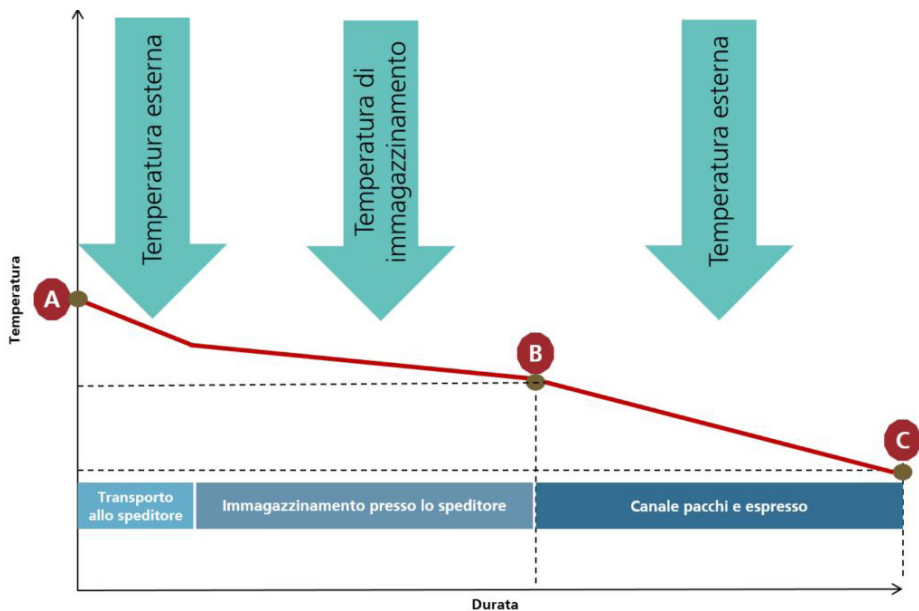 Temperatura esterna
Temperatura di
immagazzinamento
Temperatura esterna
Temperatura
A
B
C
Transporto
allo speditore
Immagazzinamento presso lo speditore
Canale pacchi e espresso
Durata